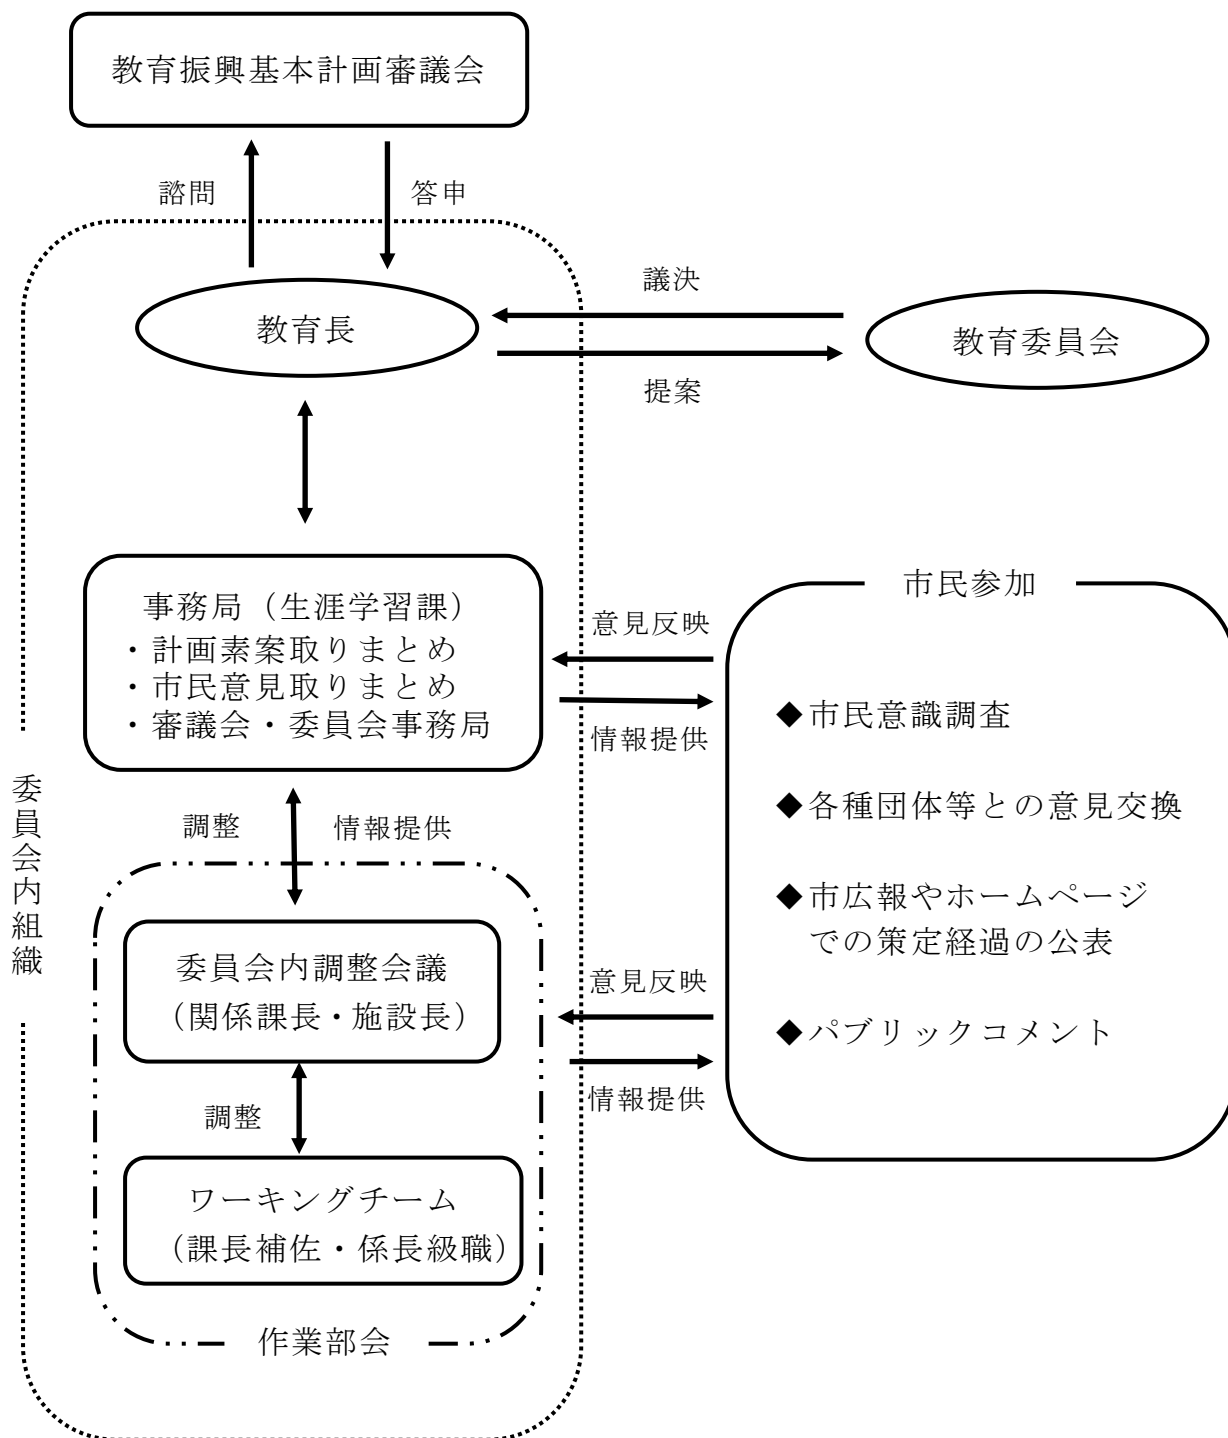 教育振興基本計画審議会
諮問
答申
教育長
議決
提案
教育委員会
事務局(生涯学習課)
・計画素案取りまとめ
・市民意見取りまとめ
・審議会・委員会事務局
意見反映
情報提供
市民参加
◆市民意識調査
◆各種団体等との意見交換
◆市広報やホームページ
での策定経過の公表
◆パブリックコメント
委員会内組織
調整
情報提供
委員会内調整会議
(関係課長・施設長)
意見反映
情報提供
調整
ワーキングチーム
(課長補佐・係長級職)
作業部会